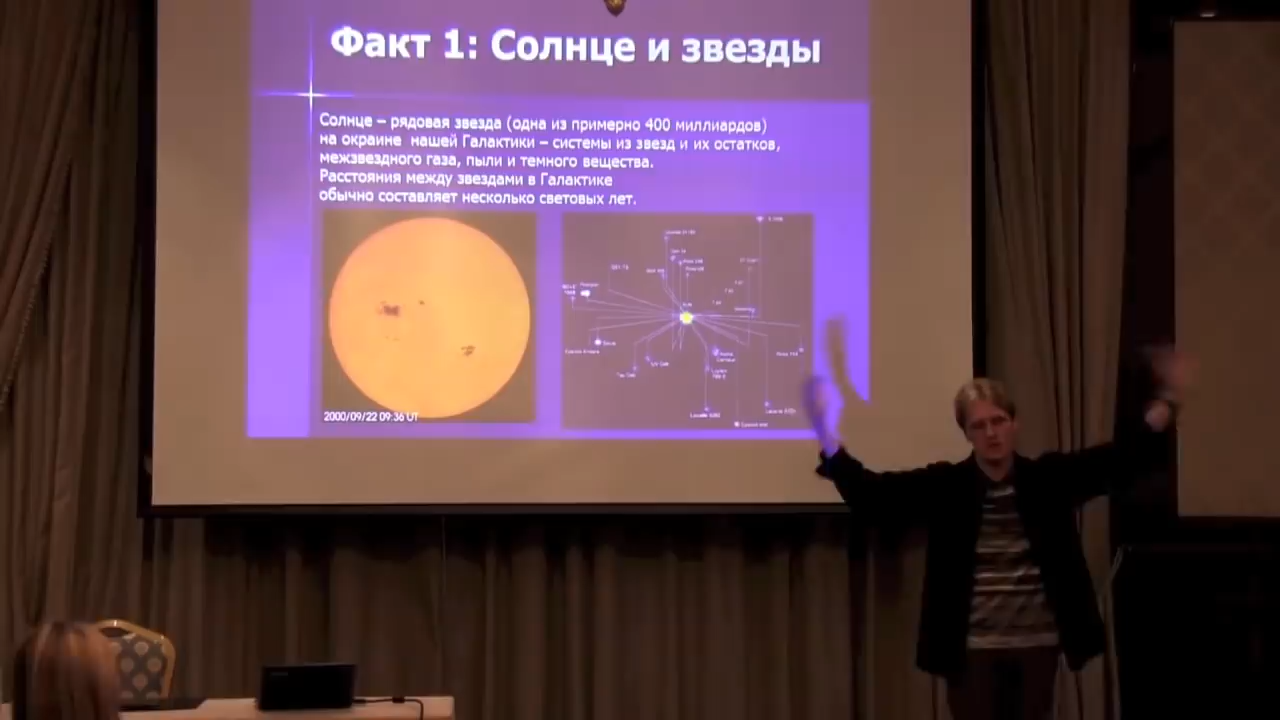 Факт 1: Солнце и звезды
Солнце – рядовая звезда (одна из примерно 400 миллиардов)
на окраине нашей Галактики – системы из звезд и их остатков,
межзвездного газа, пыли и темного вещества.
Расстояния между звездами в Галактике
обычно составляет несколько световых лет.
2000/09/22 09:36 UT